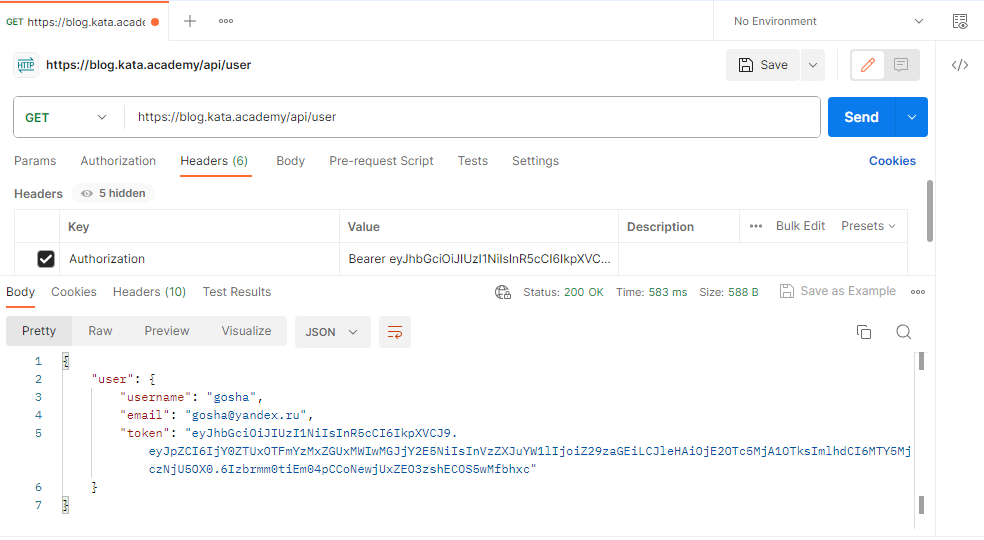 GET https://blog.kata.acade
No Environment
HTTP https://blog.kata.academy/api/user
Save
GET https://blog.kata.academy/api/user Send
Params Authorization Headers (6) Body Pre-request Script Tests Settings Cookies
Headers 5 hidden
Key Value Description Bulk Edit Presets
Authorization Bearer eyJhbGciOiJIUzI1NiIsInR5cCI6IkpXVC...
Body Cookies Headers (10) Test Results Status: 200 OK Time: 583 ms Size: 588 B Save as Example
Pretty Raw Preview Visualize JSON
1 {
2 "user": {
3 "username": "gosha",
4 "email": "gosha@yandex.ru",
5 "token": "eyJhbGciOiJIUzI1NiIsInR5cCI6IkpXVCJ9.
eyJpZCI6IjY0ZTUxOTFmYzMxZGUxMWIwMGJjY2E5NiIsInVzZXJuYW1lIjoiZ29zaGEiLCJleHAiOjE2OTc5MjA1OTksImlhdCI6MTY5Mj
czNjU5OX0.6Izbrmm0tiEm04pCCoNewjUxZEO3zshECOS5wMfbhxc"
6 }
7 }